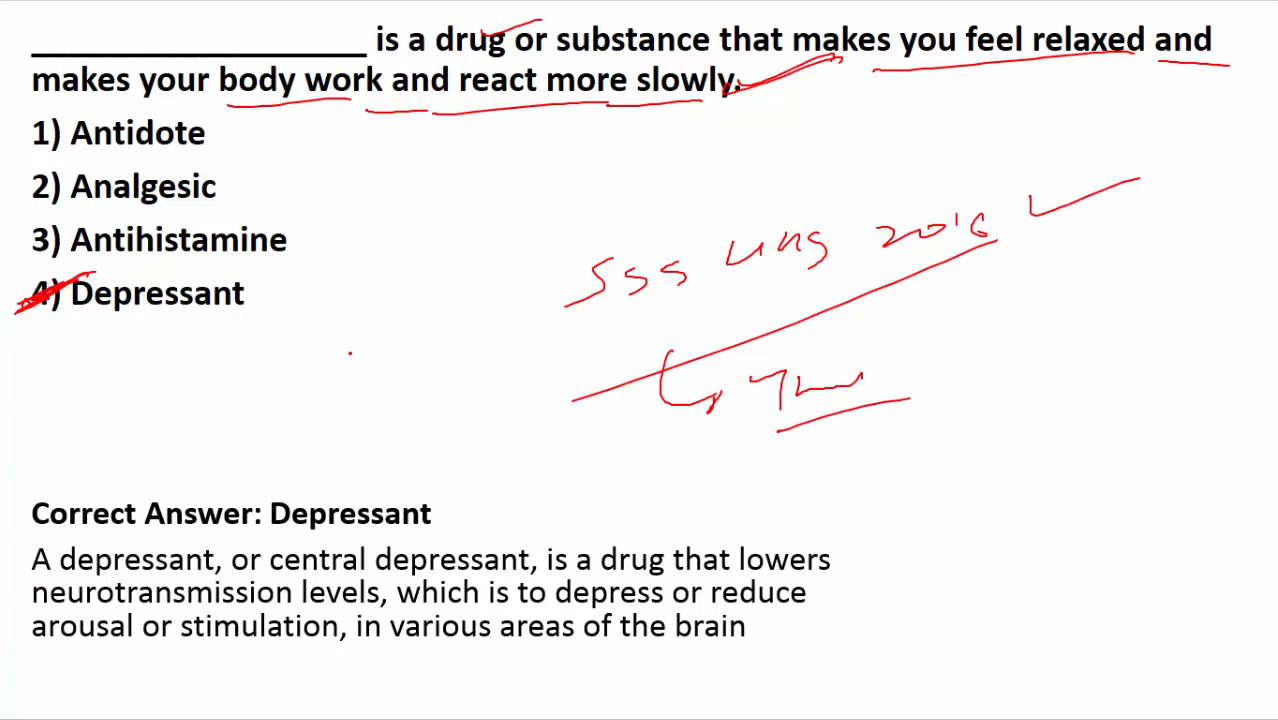 _________________ is a drug or substance that makes you feel relaxed and
makes your body work and react more slowly.
1) Antidote
2) Analgesic
3) Antihistamine
4) Depressant
SSS 2016
Correct Answer: Depressant
A depressant, or central depressant, is a drug that lowers
neurotransmission levels, which is to depress or reduce
arousal or stimulation, in various areas of the brain